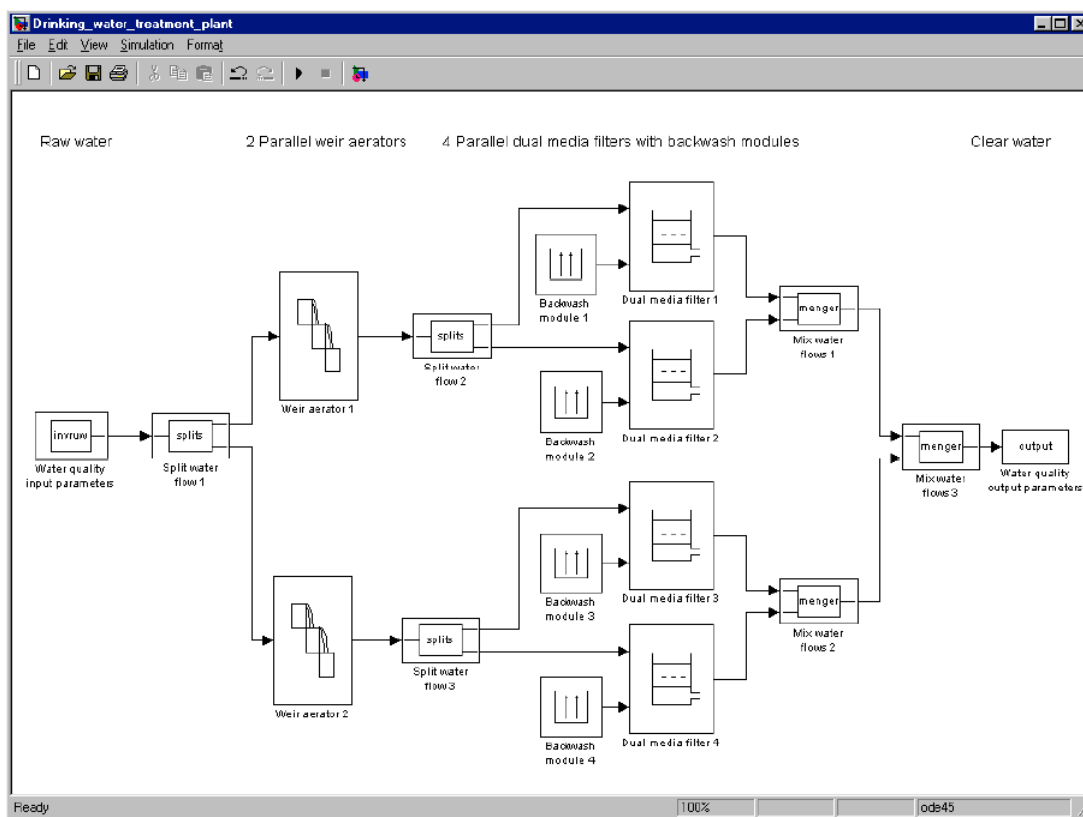 Drinking_water_treatment_plant
File Edit View Simulation Format
Raw water
2 Parallel weir aerators
4 Parallel dual media filters with backwash modules
Clear water
Backwash
module 1
Dual media filter 1
menger
Mix water
flows 1
Weir aerator 1
splits
Split water
flow 2
Backwash
module 2
Dual media filter 2
invruw
Water quality
input parameters
splits
Split water
flow 1
menger
Mix water
flows 3
output
Water quality
output parameters
Backwash
module 3
Dual media filter 3
menger
Mix water
flows 2
Weir aerator 2
splits
Split water
flow 3
Backwash
module 4
Dual media filter 4
Ready
100%
ode45